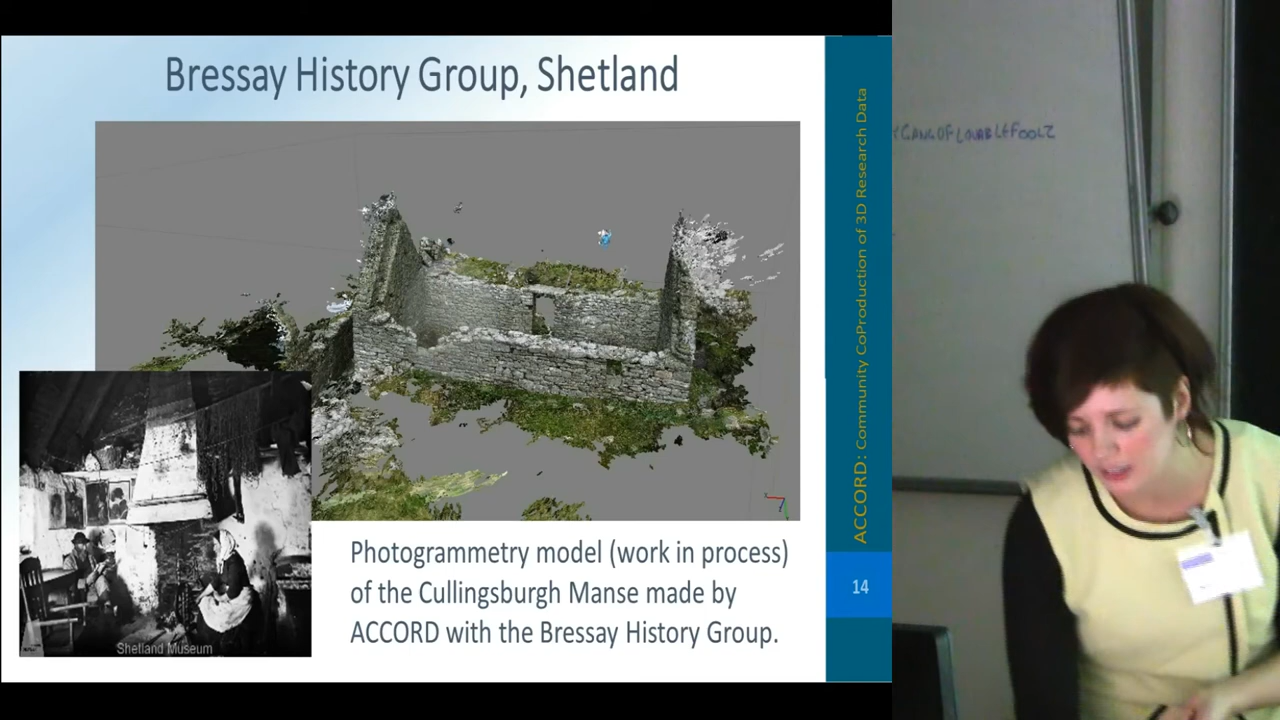 Bressay History Group, Shetland
Shetland Museum
Photogrammetry model (work in process)
of the Cullingsburgh Manse made by
ACCORD with the Bressay History Group.
ACCORD: Community CoProduction of 3D Research Data
14